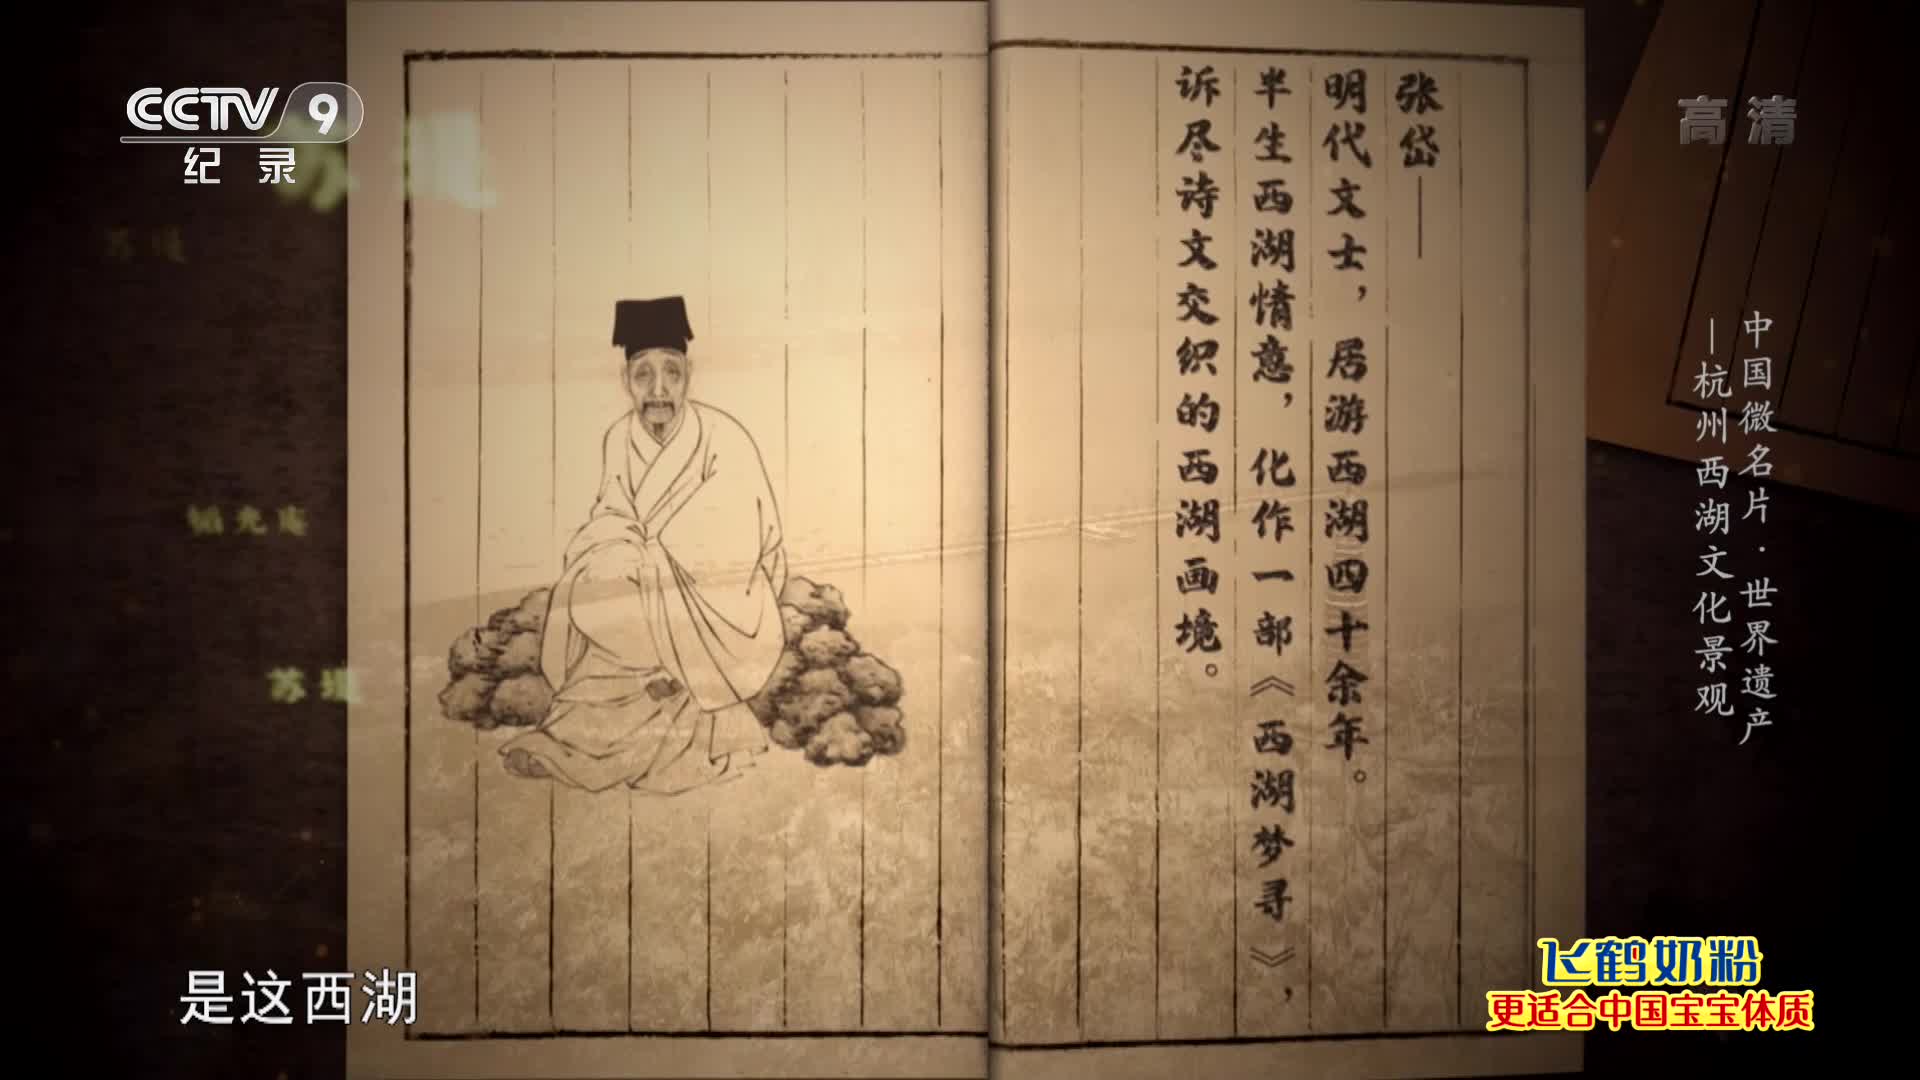 CCTV 9
纪 录
高 清
苏堤
韬光庵
苏堤
张岱——
明代文士，居游西湖四十余年。
半生西湖情意，化作一部《西湖梦寻》，
诉尽诗文交织的西湖画境。
中国微名片·世界遗产
—杭州西湖文化景观
是这西湖
飞鹤奶粉
更适合中国宝宝体质